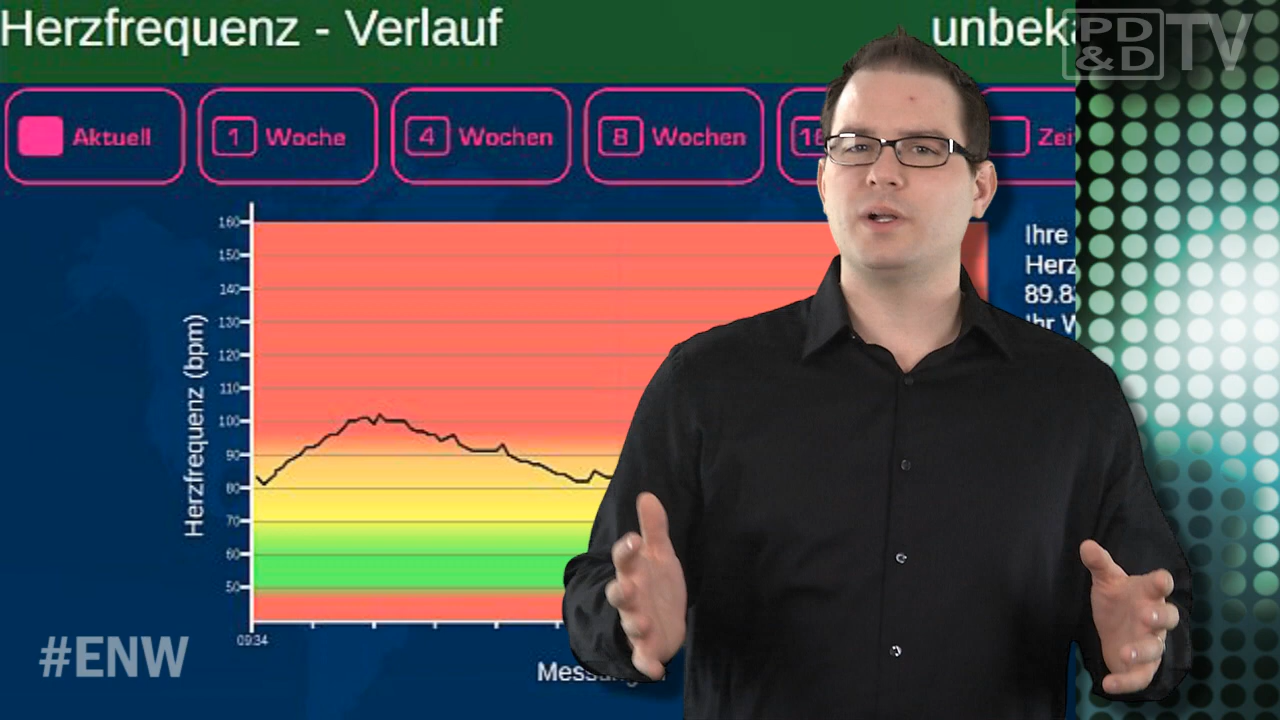 Herzfrequenz - Verlauf
PD
&D TV
Aktuell
1 Woche
4 Wochen
8 Wochen
160
150
140
130
120
110
100
90
80
70
60
50
Herzfrequenz (bpm)
09:34
Ihre
#ENW